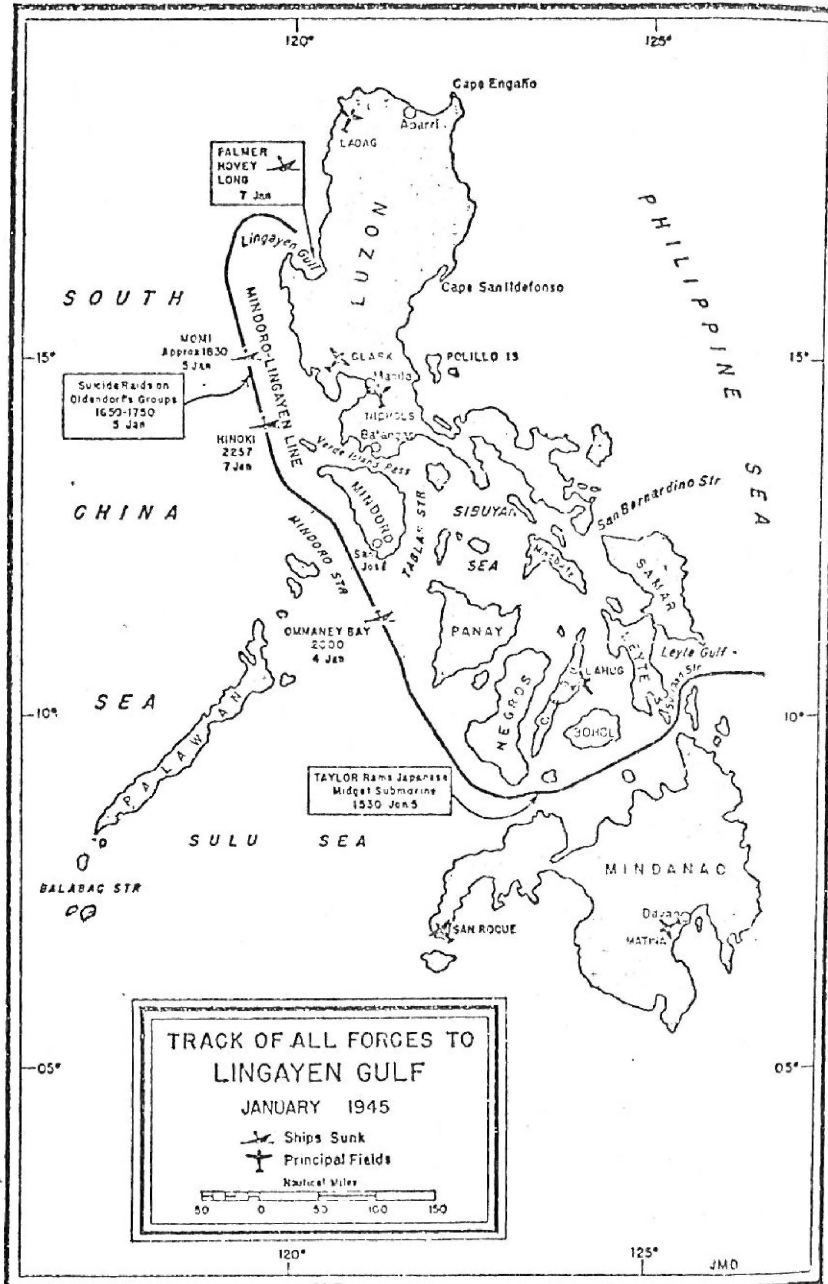 120°
125°
Cape Engaño
Aparri
LAOAG
PALMER
HOVEY
LONG
7 Jan
PHILIPPINE
SEA
Lingayen Gulf
LUZON
Cape San Ildefonso
SOUTH
CHINA
SEA
MINDORO-LINGAYEN LINE
MOMI
Approx 1830
5 Jan
15°
15°
CLARK
Manila
POLILLO IS
Suicide Raids on
Oldendorf's Groups
1650-1750
5 Jan
NICHOLS
Batangas
HINOKI
2257
7 Jan
Verde Island Pass
MINDORO
San
José
MINDORO STR
TABLAS STR
SIBUYAN
SEA
San Bernardino Str
Masbate
SAMAR
OMMANEY BAY
2000
4 Jan
PANAY
LEYTE
Leyte Gulf
Surigao Str
LAHUG
CEBU
NEGROS
BOHOL
10°
10°
PALAWAN
TAYLOR Rams Japanese
Midget Submarine
1530 Jan 5
SULU SEA
BALABAC STR
MINDANAO
Davao
MATINA
SAN ROQUE
TRACK OF ALL FORCES TO
LINGAYEN GULF
JANUARY 1945
Ships Sunk
Principal Fields
Nautical Miles
50 0 50 100 150
05°
05°
120°
125°
JMD